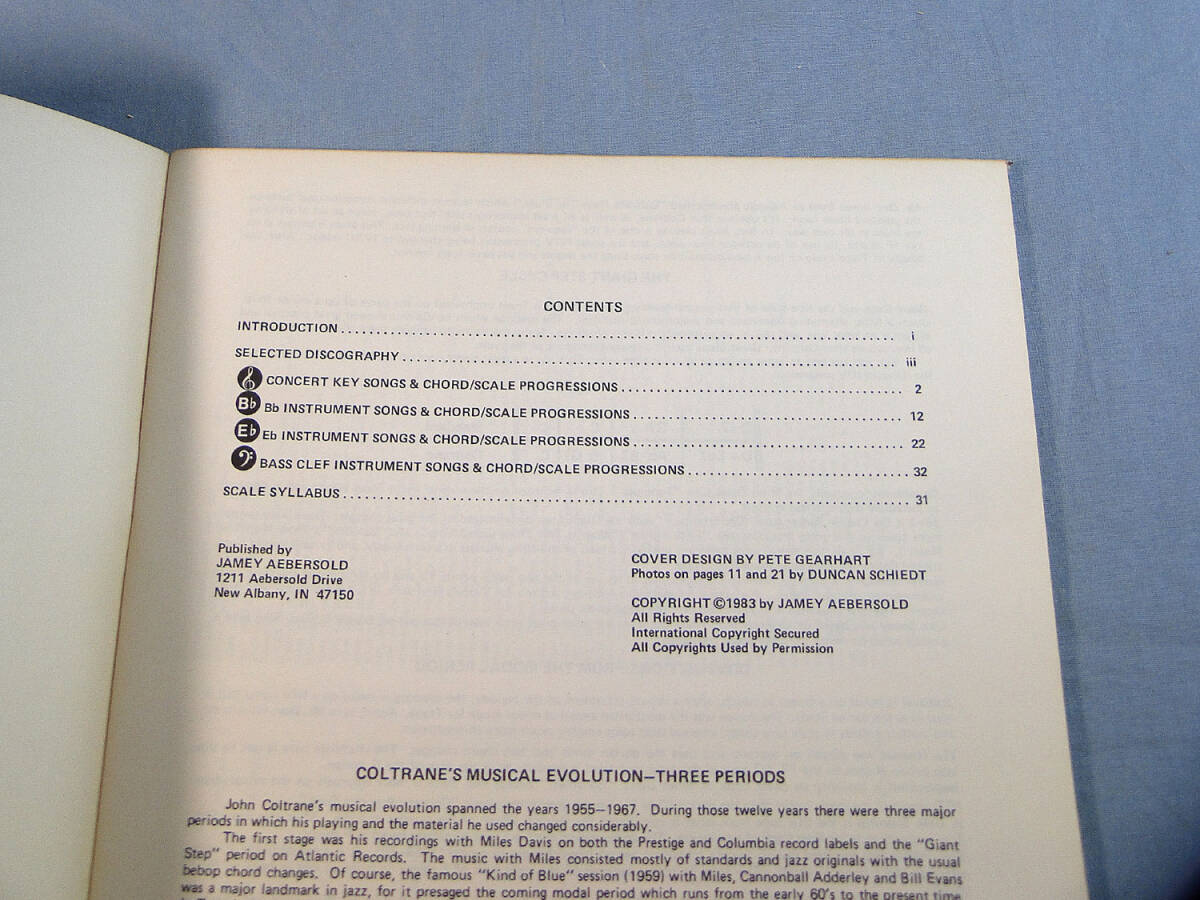 CONTENTS
INTRODUCTION i
SELECTED DISCOGRAPHY iii
CONCERT KEY SONGS & CHORD/SCALE PROGRESSIONS 2
Bb Bb INSTRUMENT SONGS & CHORD/SCALE PROGRESSIONS 12
Eb Eb INSTRUMENT SONGS & CHORD/SCALE PROGRESSIONS 22
BASS CLEF INSTRUMENT SONGS & CHORD/SCALE PROGRESSIONS 32
SCALE SYLLABUS 31
Published by
JAMEY AEBERSOLD
1211 Aebersold Drive
New Albany, IN 47150
COVER DESIGN BY PETE GEARHART
Photos on pages 11 and 21 by DUNCAN SCHIEDT
COPYRIGHT ©1983 by JAMEY AEBERSOLD
All Rights Reserved
International Copyright Secured
All Copyrights Used by Permission
COLTRANE'S MUSICAL EVOLUTION—THREE PERIODS
John Coltrane's musical evolution spanned the years 1955—1967. During those twelve years there were three major
periods in which his playing and the material he used changed considerably.
The first stage was his recordings with Miles Davis on both the Prestige and Columbia record labels and the "Giant
Step" period on Atlantic Records. The music with Miles consisted mostly of standards and jazz originals with the usual
bebop chord changes. Of course, the famous "Kind of Blue" session (1959) with Miles, Cannonball Adderley and Bill Evans
was a major landmark in jazz, for it presaged the coming modal period which runs from the early 60's to the present time